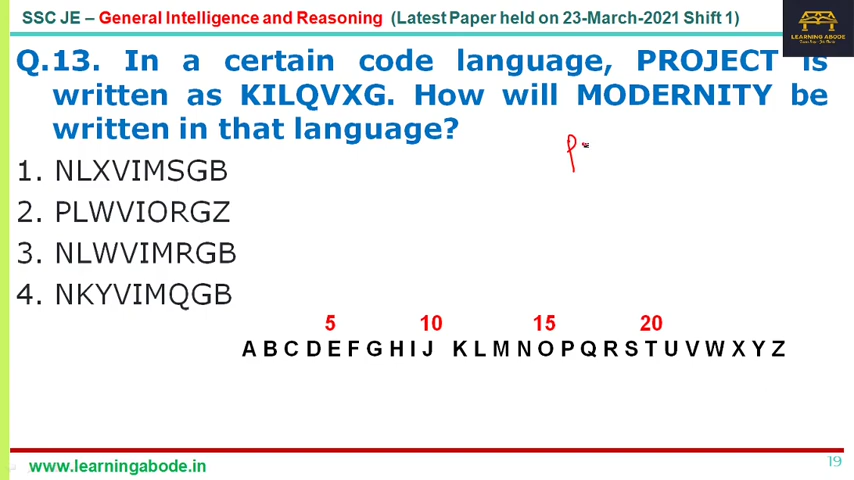 SSC JE – General Intelligence and Reasoning (Latest Paper held on 23-March-2021 Shift 1)
LEARNING ABODE
Q.13. In a certain code language, PROJECT is
written as KILQVXG. How will MODERNITY be
written in that language?
P
1. NLXVIMSGB
2. PLWVIORGZ
3. NLWVIMRGB
4. NKYVIMQGB
5 10 15 20
A B C D E F G H I J K L M N O P Q R S T U V W X Y Z
www.learningabode.in
19